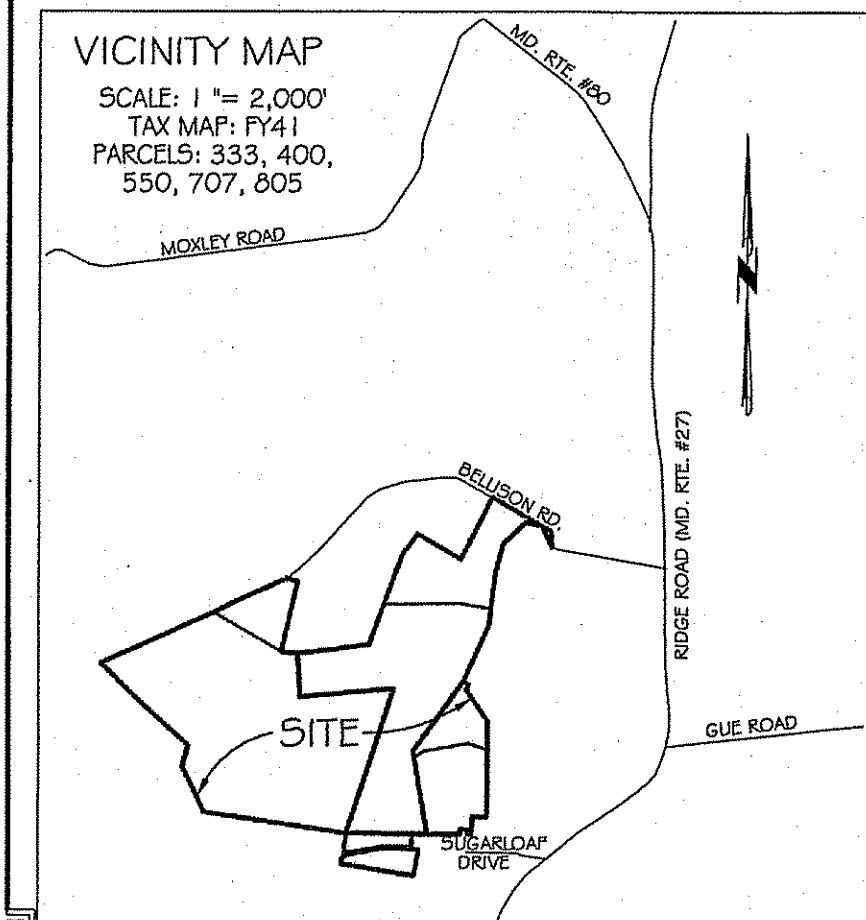 VICINITY MAP
SCALE: 1 "= 2,000'
TAX MAP: FY41
PARCELS: 333, 400,
550, 707, 805
MD. RTE. #80
MOXLEY ROAD
N
RIDGE ROAD (MD. RTE. #27)
BELLISON RD.
SITE
GUE ROAD
SUGARLOAF
DRIVE